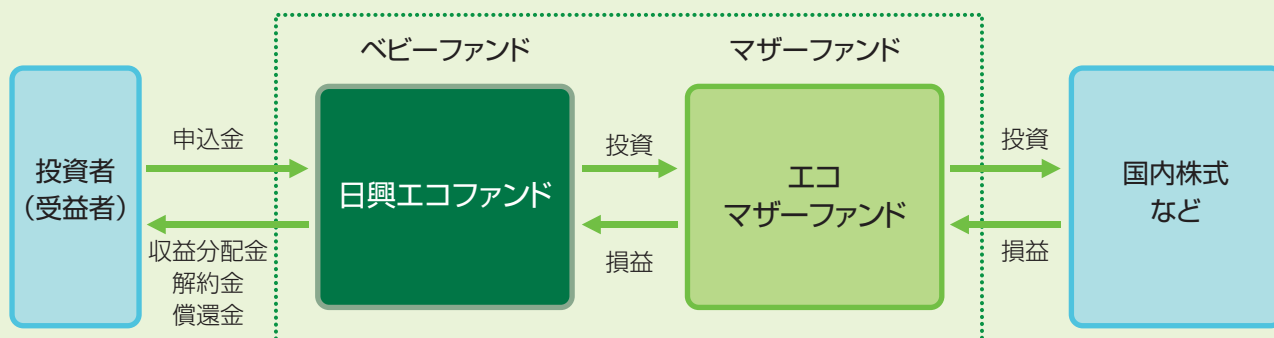 ベビーファンド
マザーファンド
投資者
（受益者）
申込金
収益分配金
解約金
償還金
日興エコファンド
投資
損益
エコ
マザーファンド
投資
損益
国内株式
など